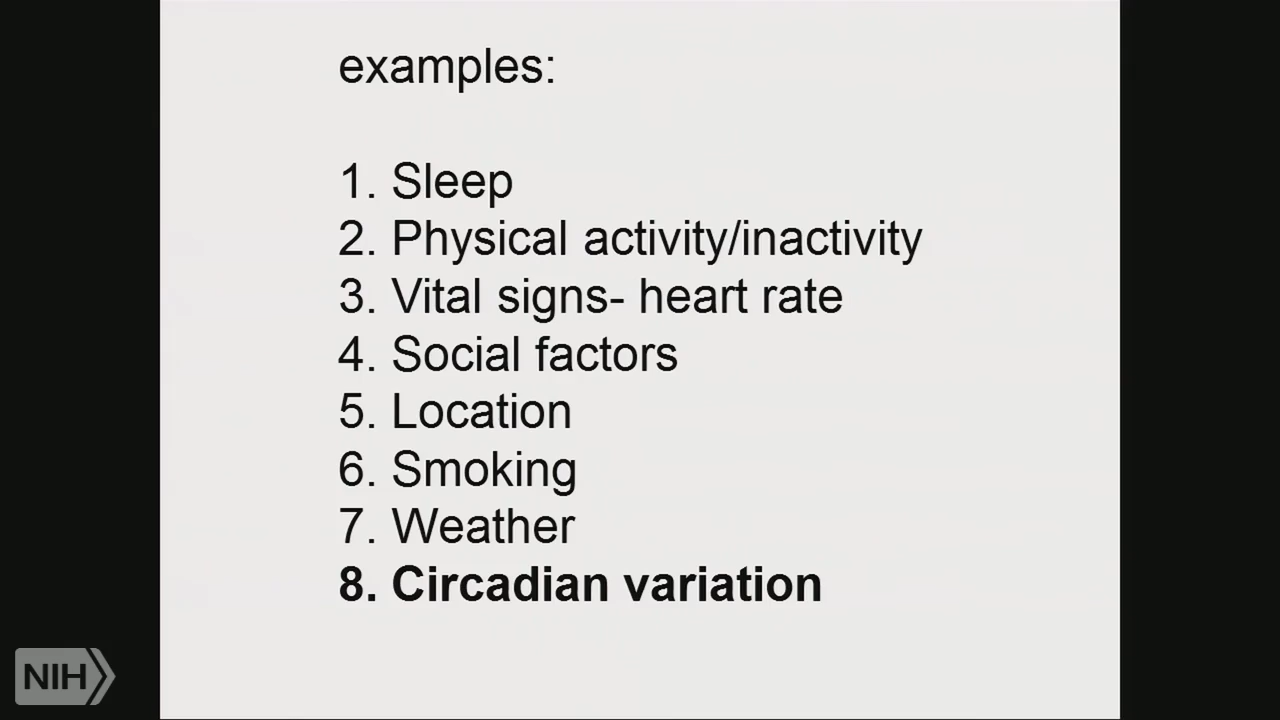 examples:
1. Sleep
2. Physical activity/inactivity
3. Vital signs- heart rate
4. Social factors
5. Location
6. Smoking
7. Weather
8. Circadian variation
NIH